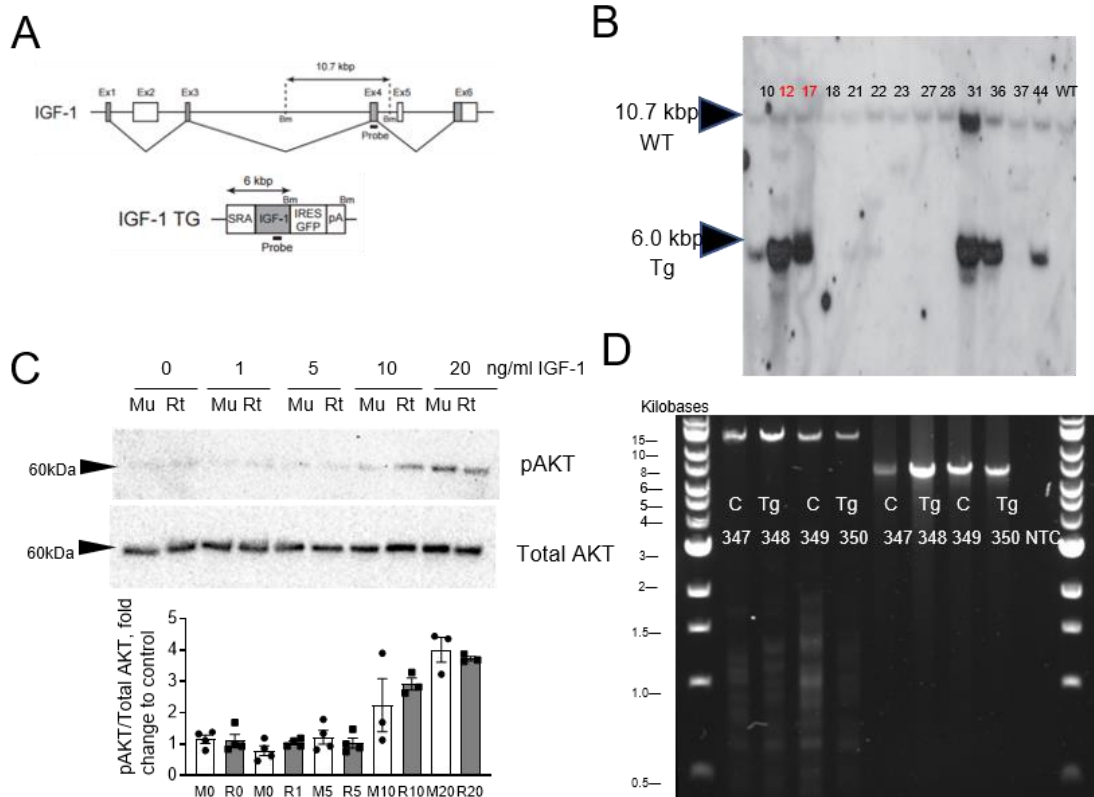 A
10.7 kbp
Ex1 Ex2 Ex3 Ex4 Ex5 Ex6
IGF-1
Bm Bm
Probe
6 kbp
Bm Bm
IGF-1 TG SRA IGF-1 IRES GFP pA
Probe
B
10 12 17 18 21 22 23 27 28 31 36 37 44 WT
10.7 kbp
WT
6.0 kbp
Tg
C
0 1 5 10 20 ng/ml IGF-1
Mu Rt Mu Rt Mu Rt Mu Rt Mu Rt
60kDa pAKT
60kDa Total AKT
pAKT/Total AKT, fold
change to control
5
4
3
2
1
0
M0 R0 M0 R1 M5 R5 M10 R10 M20 R20
D
Kilobases
15
10
8
6
5
4
3
2
1.5
1.0
0.5
C Tg C Tg C Tg C Tg
347 348 349 350 347 348 349 350 NTC